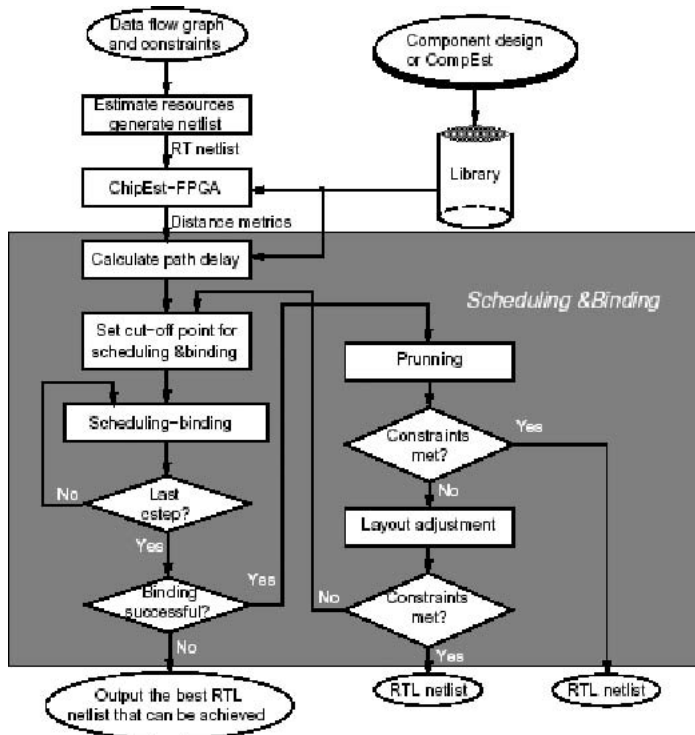 Data flow graph
and constraints
Component design
or CompEst
Estimate resources
generate netlist
RT netlist
Library
ChipEst-FPGA
Distance metrics
Calculate path delay
Scheduling &Binding
Set cut-off point for
scheduling &binding
Prunning
Scheduling-binding
Constraints
met?
Yes
No
Last
cstep?
No
Layout adjustment
Yes
Yes
Binding
successful?
No
Constraints
met?
No
Yes
Output the best RTL
netlist that can be achieved
RTL netlist
RTL netlist